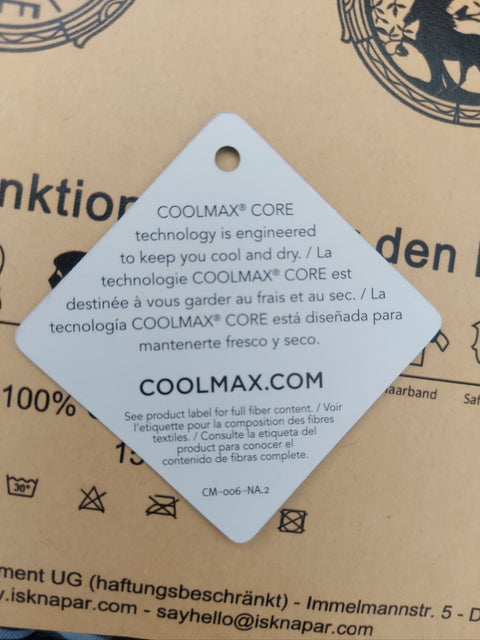 nktion
den
COOLMAX® CORE
technology is engineered
to keep you cool and dry. / La
technologie COOLMAX® CORE est
destinée à vous garder au frais et au sec. / La
tecnología COOLMAX® CORE está diseñada para
mantenerte fresco y seco.
COOLMAX.COM
See product label for full fiber content. / Voir
l'etiquette pour la composition des fibres
textiles. / Consulte la etiqueta del
product para conocer el
contenido de fibras complete.
CM-006-NA.2
aarband
100%
15
30°
ment UG (haftungsbeschränkt) - Immelmannstr. 5 - D
.isknapar.com - sayhello@isknapar.com